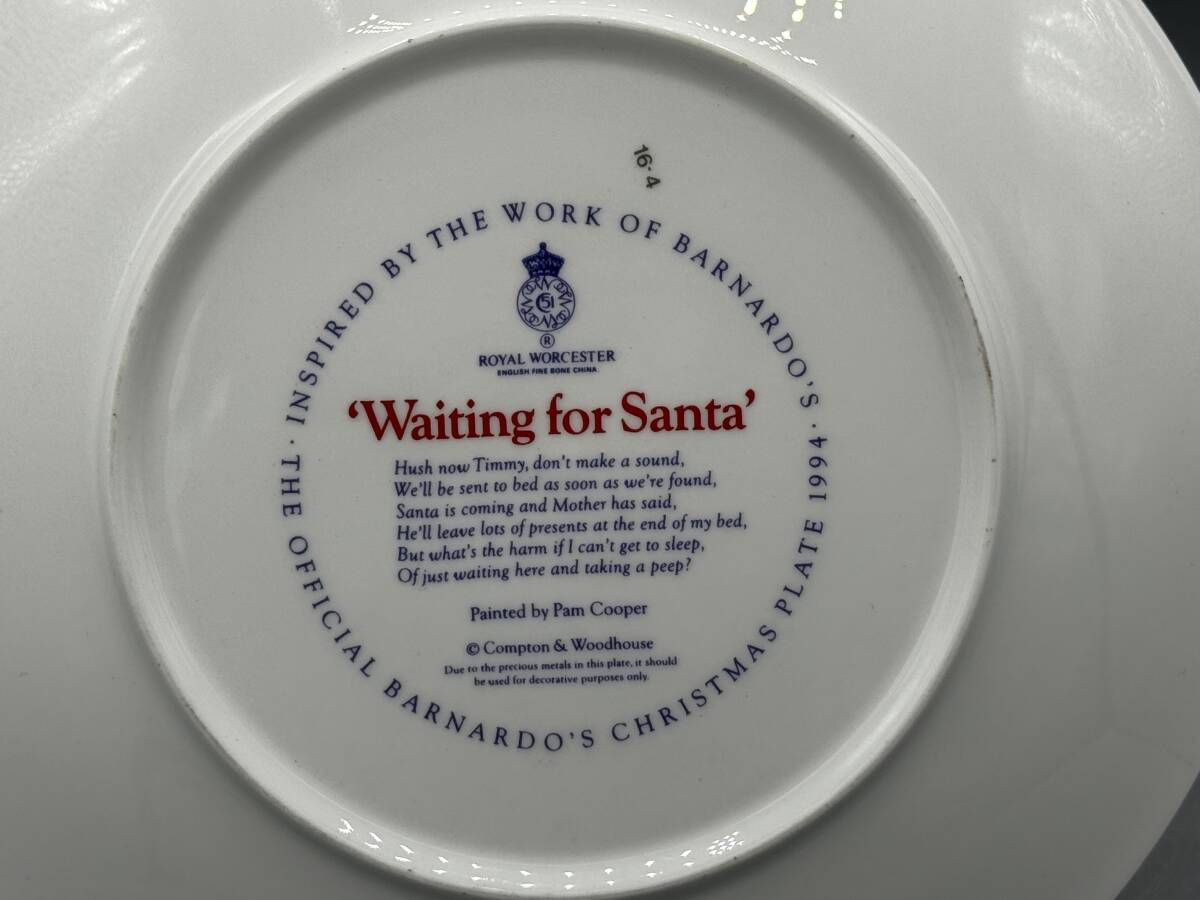 16·4
· INSPIRED BY THE WORK OF BARNARDO'S ·
51
®
ROYAL WORCESTER
ENGLISH FINE BONE CHINA
‘Waiting for Santa’
Hush now Timmy, don't make a sound,
We'll be sent to bed as soon as we're found,
Santa is coming and Mother has said,
He'll leave lots of presents at the end of my bed,
But what's the harm if I can't get to sleep,
Of just waiting here and taking a peep?
Painted by Pam Cooper
© Compton & Woodhouse
Due to the precious metals in this plate, it should
be used for decorative purposes only.
THE OFFICIAL BARNARDO'S CHRISTMAS PLATE 1994